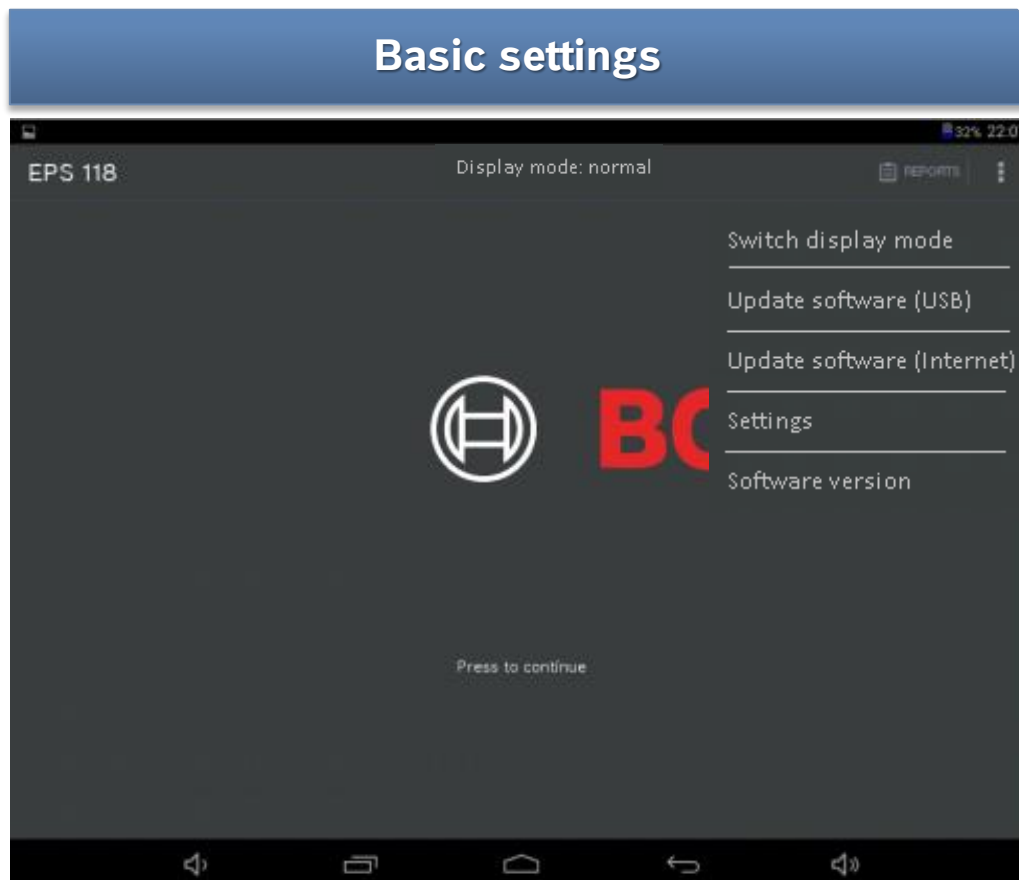 Basic settings
32% 22:0
EPS 118
Display mode: normal
REPORTS
Switch display mode
Update software (USB)
Update software (Internet)
BO
Settings
Software version
Press to continue